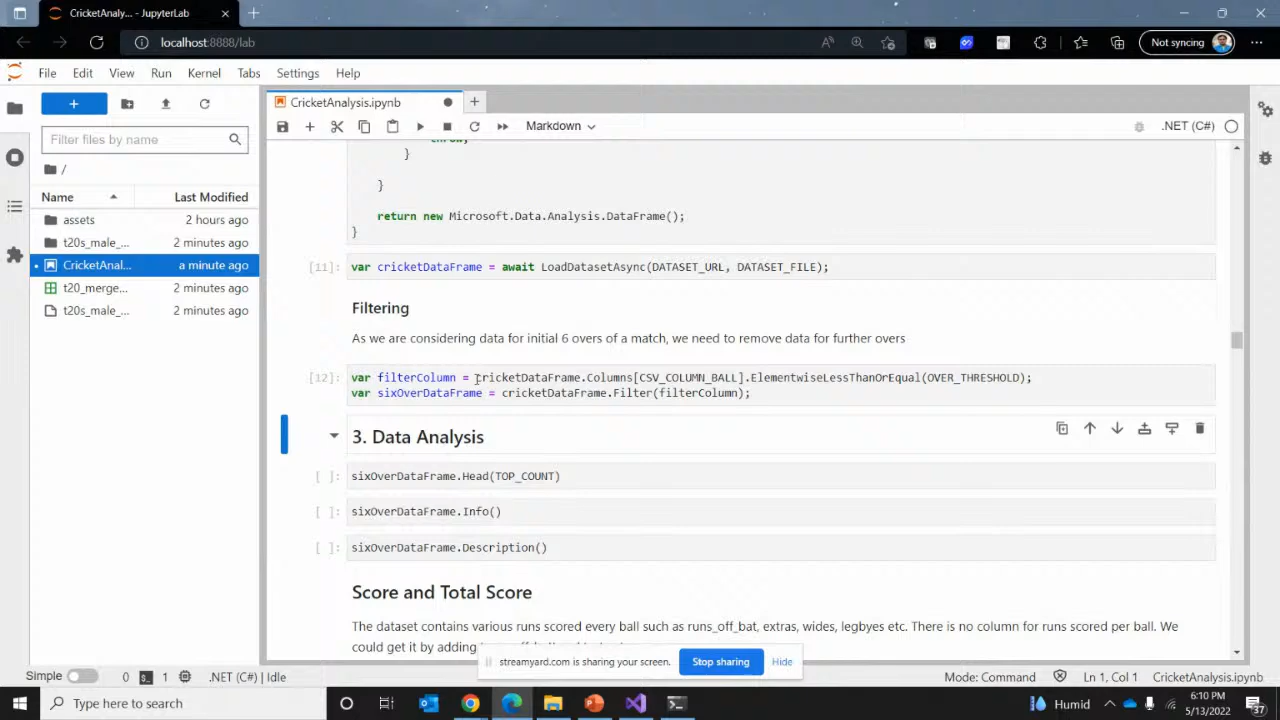 CricketAnaly... - JupyterLab
localhost:8888/lab
Not syncing
File Edit View Run Kernel Tabs Settings Help
CricketAnalysis.ipynb
Filter files by name
Markdown
.NET (C#)
/
Name Last Modified
assets 2 hours ago
t20s_male_... 2 minutes ago
CricketAnal... a minute ago
t20_merge... 2 minutes ago
t20s_male_... 2 minutes ago
}
}
return new Microsoft.Data.Analysis.DataFrame();
}
[11]: var cricketDataFrame = await LoadDatasetAsync(DATASET_URL, DATASET_FILE);
Filtering
As we are considering data for initial 6 overs of a match, we need to remove data for further overs
[12]: var filterColumn = cricketDataFrame.Columns[CSV_COLUMN_BALL].ElementwiseLessThanOrEqual(OVER_THRESHOLD);
var sixOverDataFrame = cricketDataFrame.Filter(filterColumn);
3. Data Analysis
[ ]: sixOverDataFrame.Head(TOP_COUNT)
[ ]: sixOverDataFrame.Info()
[ ]: sixOverDataFrame.Description()
Score and Total Score
The dataset contains various runs scored every ball such as runs_off_bat, extras, wides, legbyes etc. There is no column for runs scored per ball. We
could get it by adding
streamyard.com is sharing your screen. Stop sharing Hide
Simple 0 1 .NET (C#) | Idle Mode: Command Ln 1, Col 1 CricketAnalysis.ipynb
Type here to search
Humid
6:10 PM
5/13/2022
37